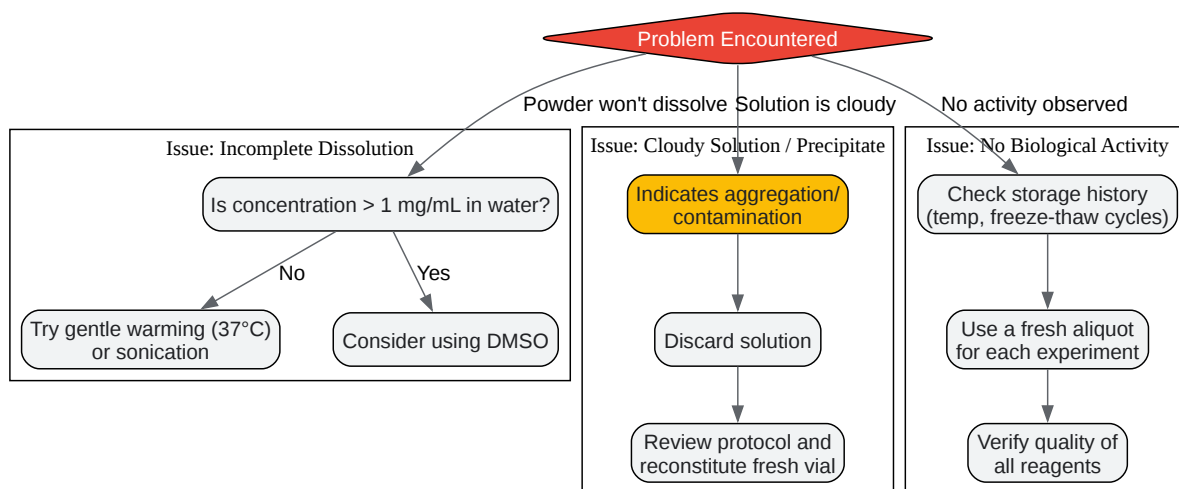 Problem Encountered
Powder won't dissolve
Solution is cloudy
No activity observed
Issue: Incomplete Dissolution
Is concentration > 1 mg/mL in water?
No
Yes
Try gentle warming (37°C)
or sonication
Consider using DMSO
Issue: Cloudy Solution / Precipitate
Indicates aggregation/
contamination
Discard solution
Review protocol and
reconstitute fresh vial
Issue: No Biological Activity
Check storage history
(temp, freeze-thaw cycles)
Use a fresh aliquot
for each experiment
Verify quality of
all reagents